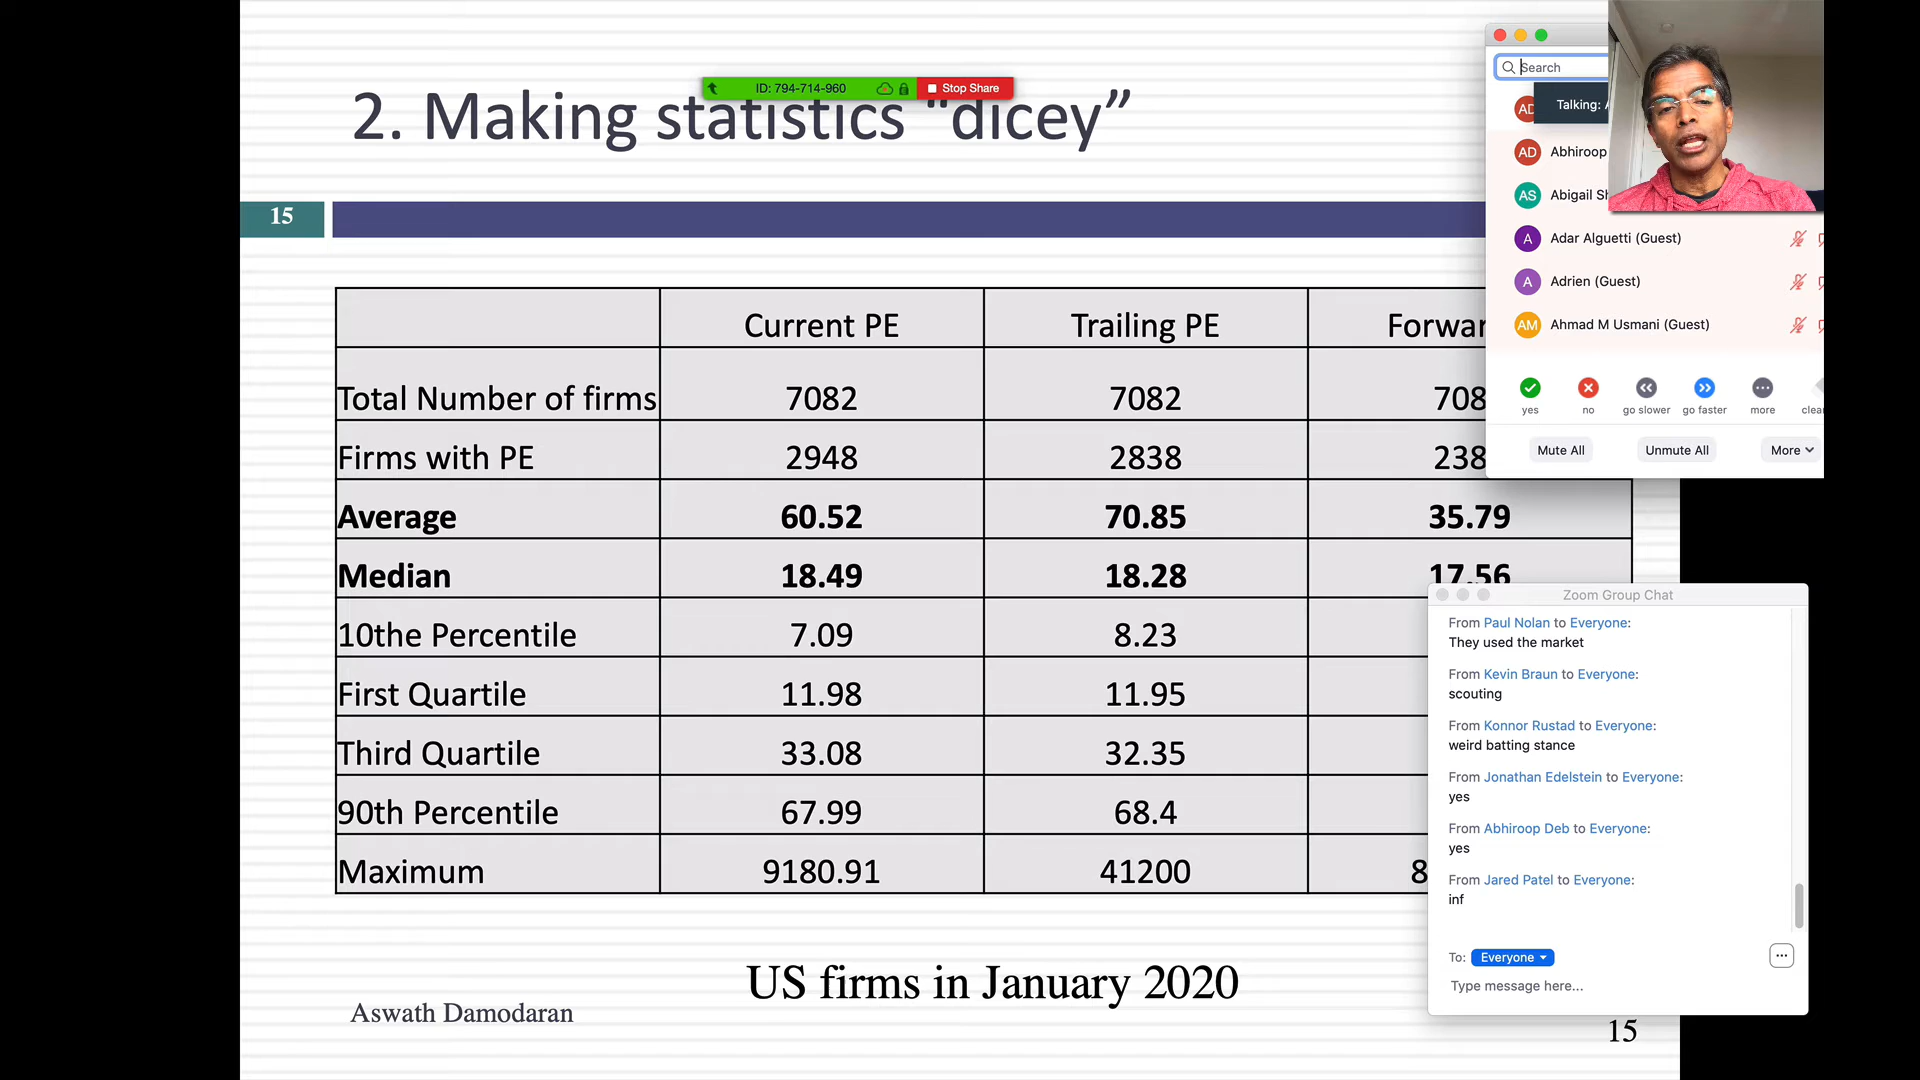 2. Making statistics “dicey”
ID: 794-714-960
Stop Share
15
Current PE Trailing PE
Total Number of firms 7082 7082
Firms with PE 2948 2838
Average 60.52 70.85 35.79
Median 18.49 18.28 17.56
10the Percentile 7.09 8.23
First Quartile 11.98 11.95
Third Quartile 33.08 32.35
90th Percentile 67.99 68.4
Maximum 9180.91 41200
US firms in January 2020
Aswath Damodaran
15
Search
AD Talking:
AD Abhiroop
AS Abigail
A Adar Alguetti (Guest)
A Adrien (Guest)
AM Ahmad M Usmani (Guest)
yes no go slower go faster more clear
Mute All Unmute All More
Zoom Group Chat
From Paul Nolan to Everyone:
They used the market
From Kevin Braun to Everyone:
scouting
From Konnor Rustad to Everyone:
weird batting stance
From Jonathan Edelstein to Everyone:
yes
From Abhiroop Deb to Everyone:
yes
From Jared Patel to Everyone:
inf
To: Everyone
Type message here...